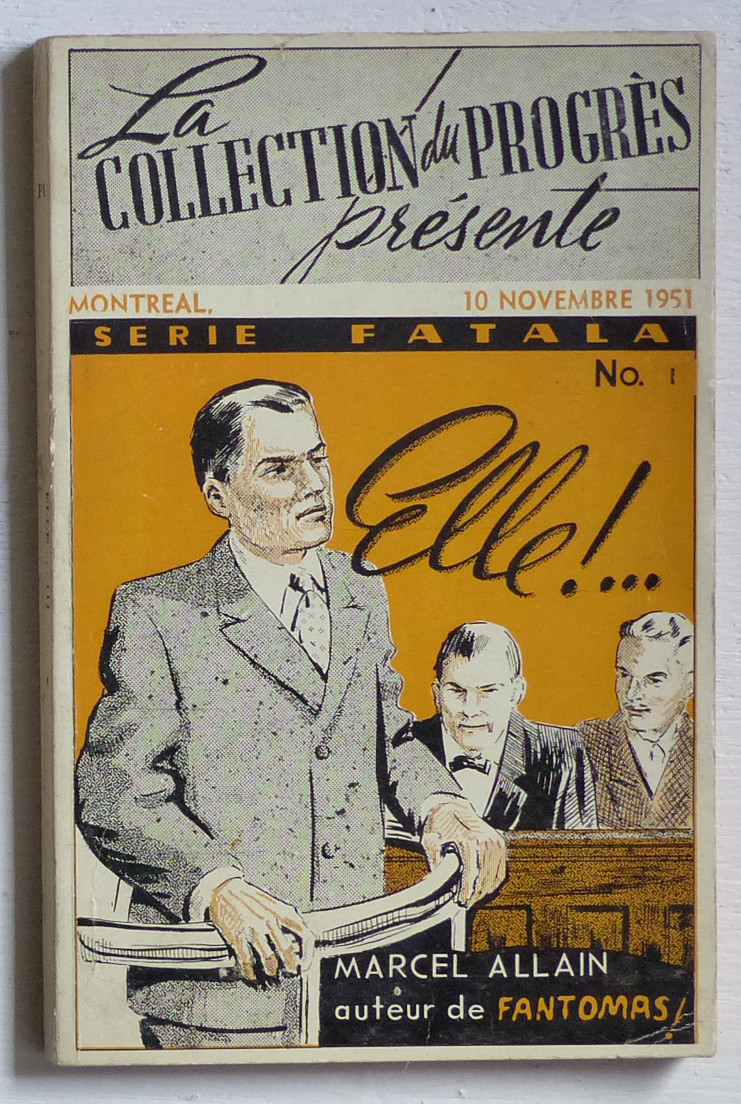 La
COLLECTION du PROGRÈS
présente
MONTREAL, 10 NOVEMBRE 1951
SERIE FATALA
No. 1
Elle!...
MARCEL ALLAIN
auteur de FANTOMAS!